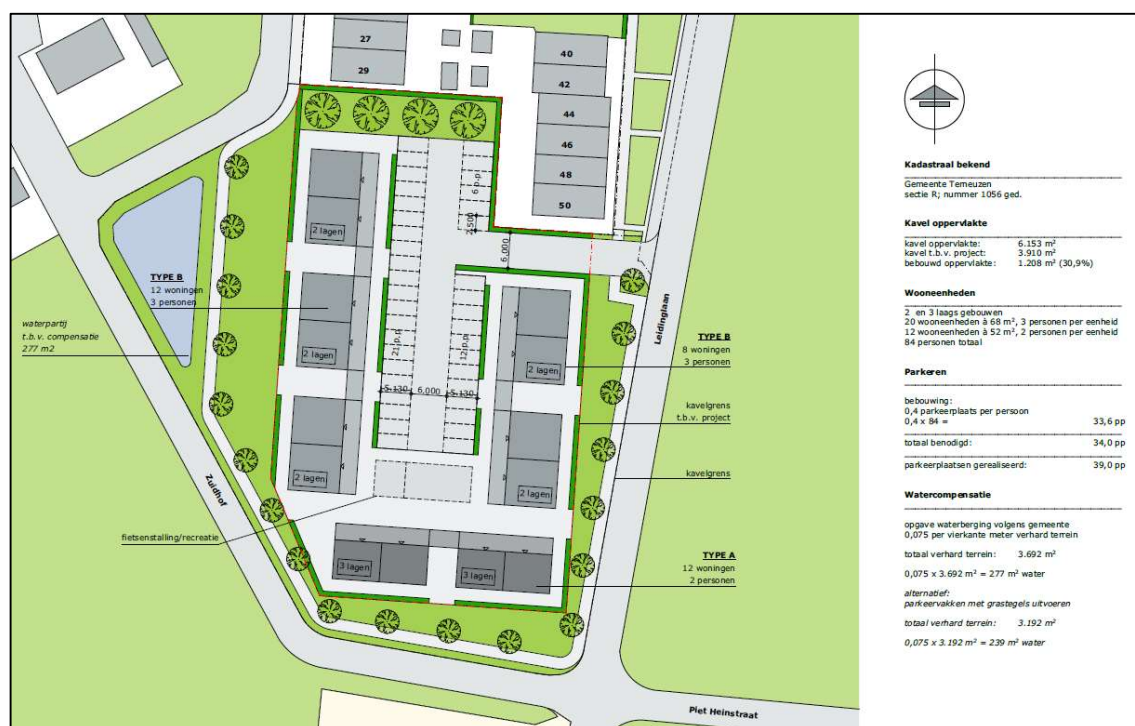 27
29
40
42
44
46
48
50
6 p.p.
2,500
6,000
2 lagen
TYPE B
12 woningen
3 personen
waterpartij
t.b.v. compensatie
277 m2
2 lagen
21 p.p.
12 p.p.
5.130
6,000
5.130
2 lagen
Leidinglaan
TYPE B
8 woningen
3 personen
kavelgrens
t.b.v. project
kavelgrens
2 lagen
2 lagen
Zuidhof
fietsenstalling/recreatie
3 lagen
3 lagen
TYPE A
12 woningen
2 personen
Piet Heinstraat
Kadastraal bekend
Gemeente Terneuzen
sectie R; nummer 1056 ged.
Kavel oppervlakte
kavel oppervlakte: 6.153 m²
kavel t.b.v. project: 3.910 m²
bebouwd oppervlakte: 1.208 m² (30,9%)
Wooneenheden
2 en 3 laags gebouwen
20 wooneenheden à 68 m², 3 personen per eenheid
12 wooneenheden à 52 m², 2 personen per eenheid
84 personen totaal
Parkeren
bebouwing:
0,4 parkeerplaats per persoon
0,4 x 84 = 33,6 pp
totaal benodigd: 34,0 pp
parkeerplaatsen gerealiseerd: 39,0 pp
Watercompensatie
opgave waterberging volgens gemeente
0,075 per vierkante meter verhard terrein
totaal verhard terrein: 3.692 m²
0,075 x 3.692 m² = 277 m² water
alternatief:
parkeervakken met grastegels uitvoeren
totaal verhard terrein: 3.192 m²
0,075 x 3.192 m² = 239 m² water